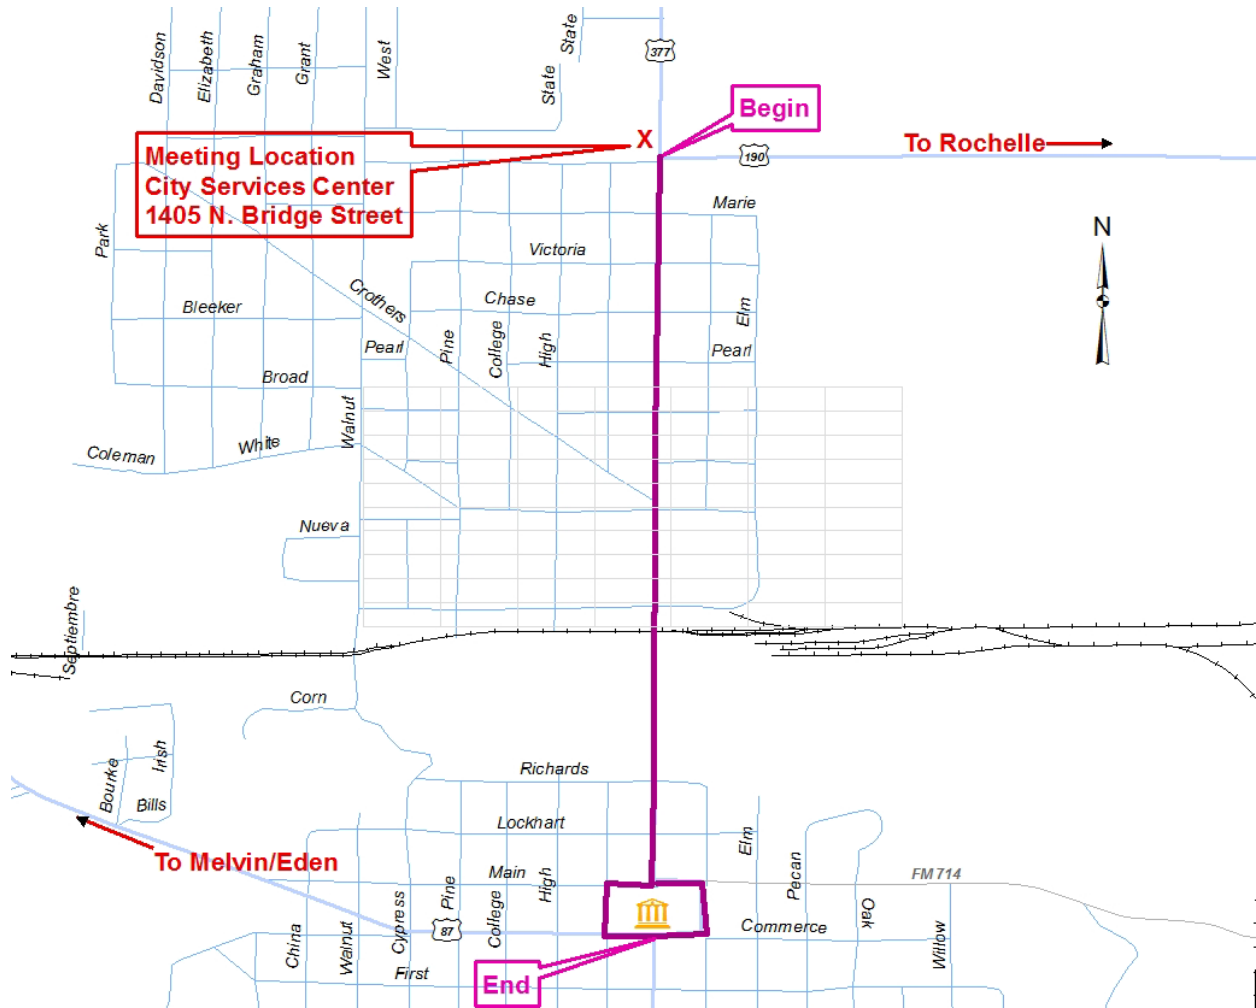 State
377
Davidson
Elizabeth
Graham
Grant
West
State
Begin
X
To Rochelle
190
Meeting Location
City Services Center
1405 N. Bridge Street
Marie
N
Park
Victoria
Crothers
Bleeker
Chase
Elm
Pearl
Pine
College
High
Pearl
Broad
Walnut
Coleman
White
Nueva
Septiembre
Corn
Bourke
Irish
Bills
Richards
Lockhart
To Melvin/Eden
Elm
Main
High
Pecan
FM 714
China
Walnut
Cypress
Pine
87
College
Commerce
Oak
Willow
First
End